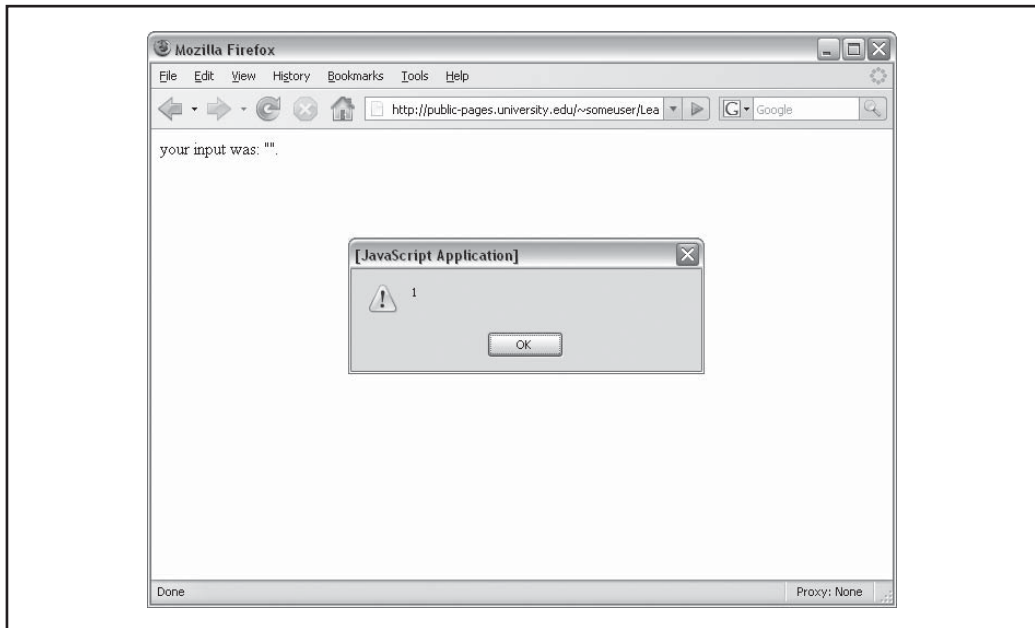 Mozilla Firefox
File Edit View History Bookmarks Tools Help
http://public-pages.university.edu/~someuser/Lea G Google
your input was: "".
[JavaScript Application]
1
OK
Done Proxy: None